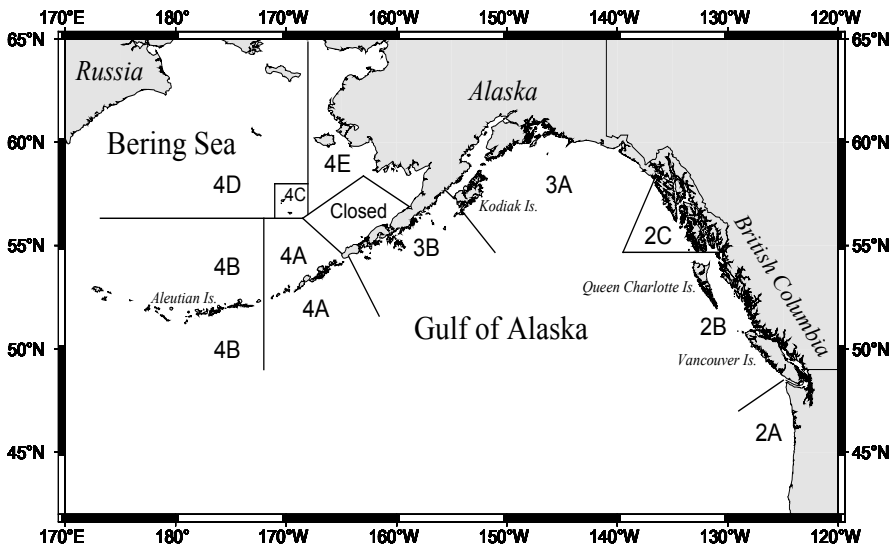 170°E 180° 170°W 160°W 150°W 140°W 130°W 120°W
65°N 65°N
Russia
Alaska
Bering Sea
60°N 60°N
4E
4D
4C
3A
Closed
Kodiak Is.
55°N 55°N
2C
3B
4A
4B
British Columbia
Queen Charlotte Is.
Aleutian Is.
4A
2B
Gulf of Alaska
50°N 50°N
4B
Vancouver Is.
2A
45°N 45°N
170°E 180° 170°W 160°W 150°W 140°W 130°W 120°W